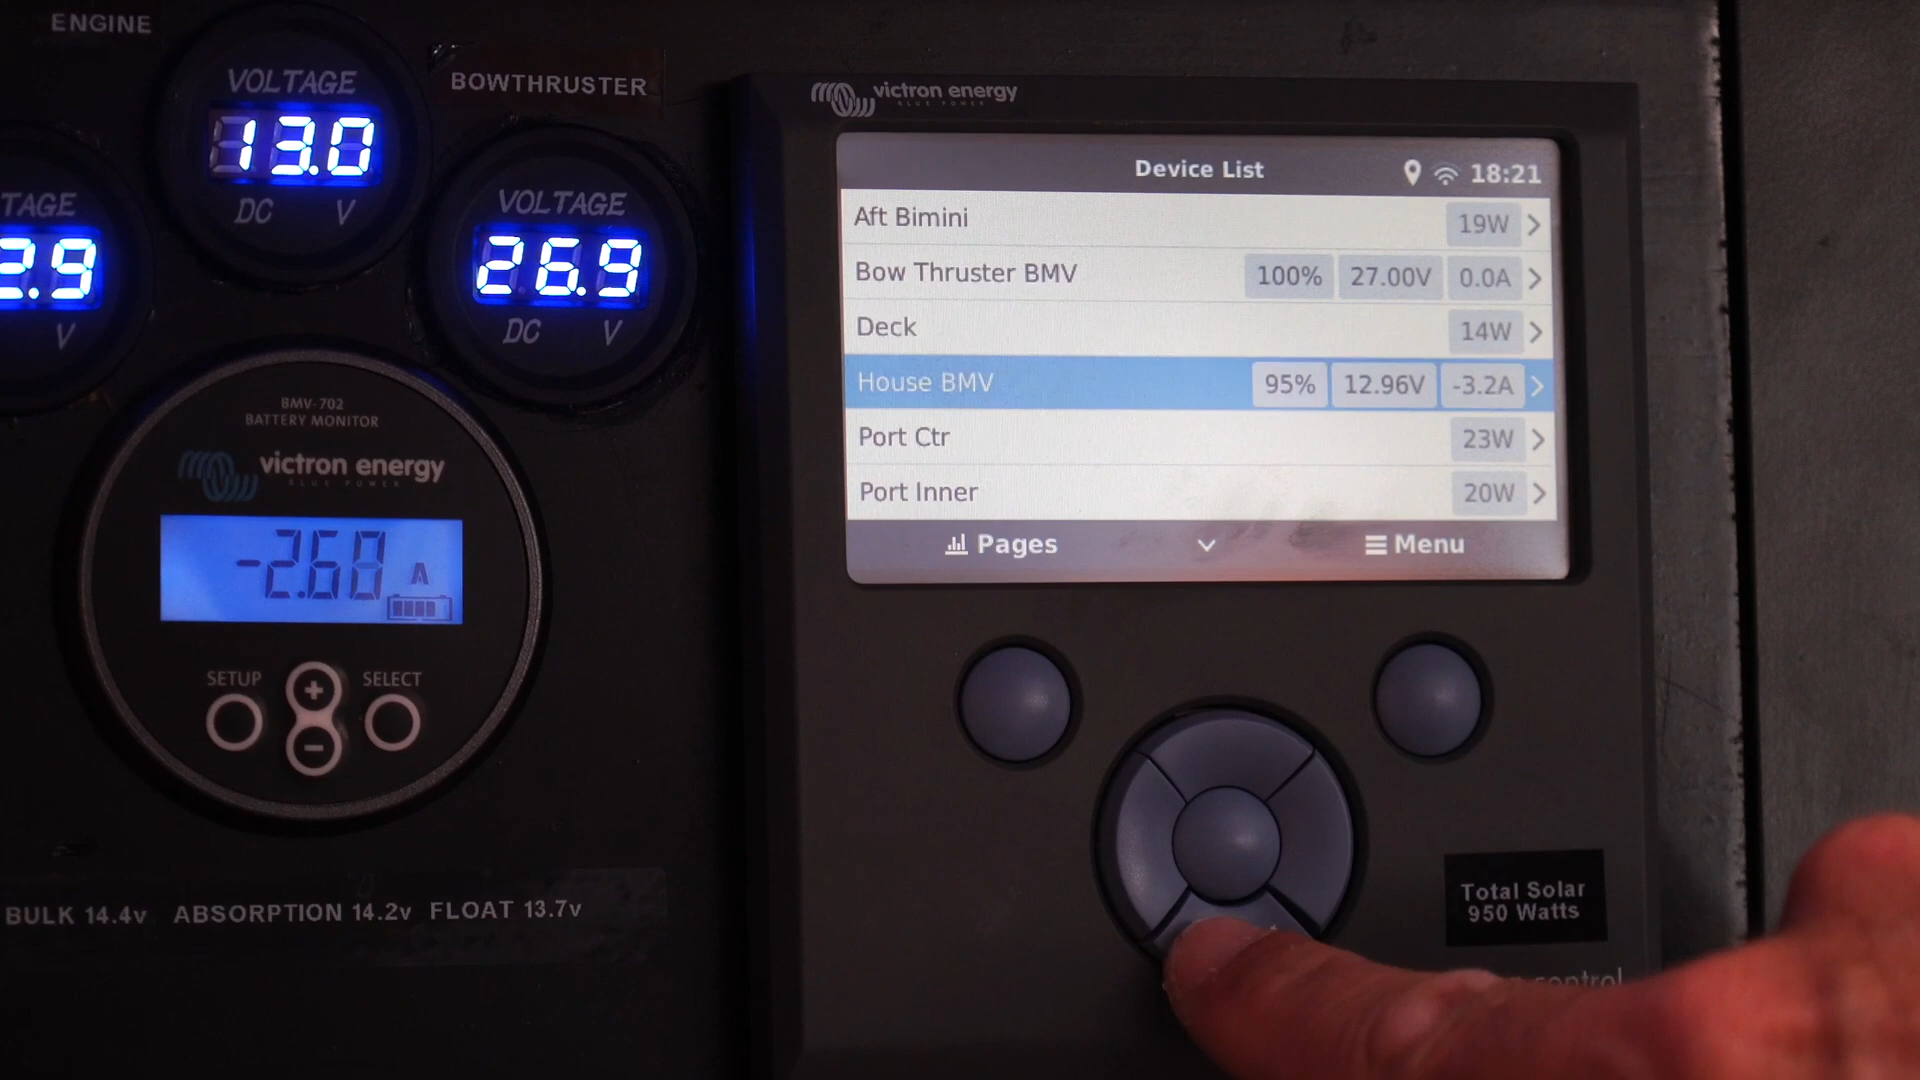 ENGINE
VOLTAGE
13.0
DC V
BOWTHRUSTER
VOLTAGE
26.9
DC V
TAGE
2.9
V
BMV-702
BATTERY MONITOR
victron energy
BLUE POWER
-2.68 A
SETUP
SELECT
+
-
BULK 14.4v ABSORPTION 14.2v FLOAT 13.7v
victron energy
BLUE POWER
Device List 18:21
Aft Bimini 19W
Bow Thruster BMV 100% 27.00V 0.0A
Deck 14W
House BMV 95% 12.96V -3.2A
Port Ctr 23W
Port Inner 20W
Pages Menu
Total Solar
950 Watts
control